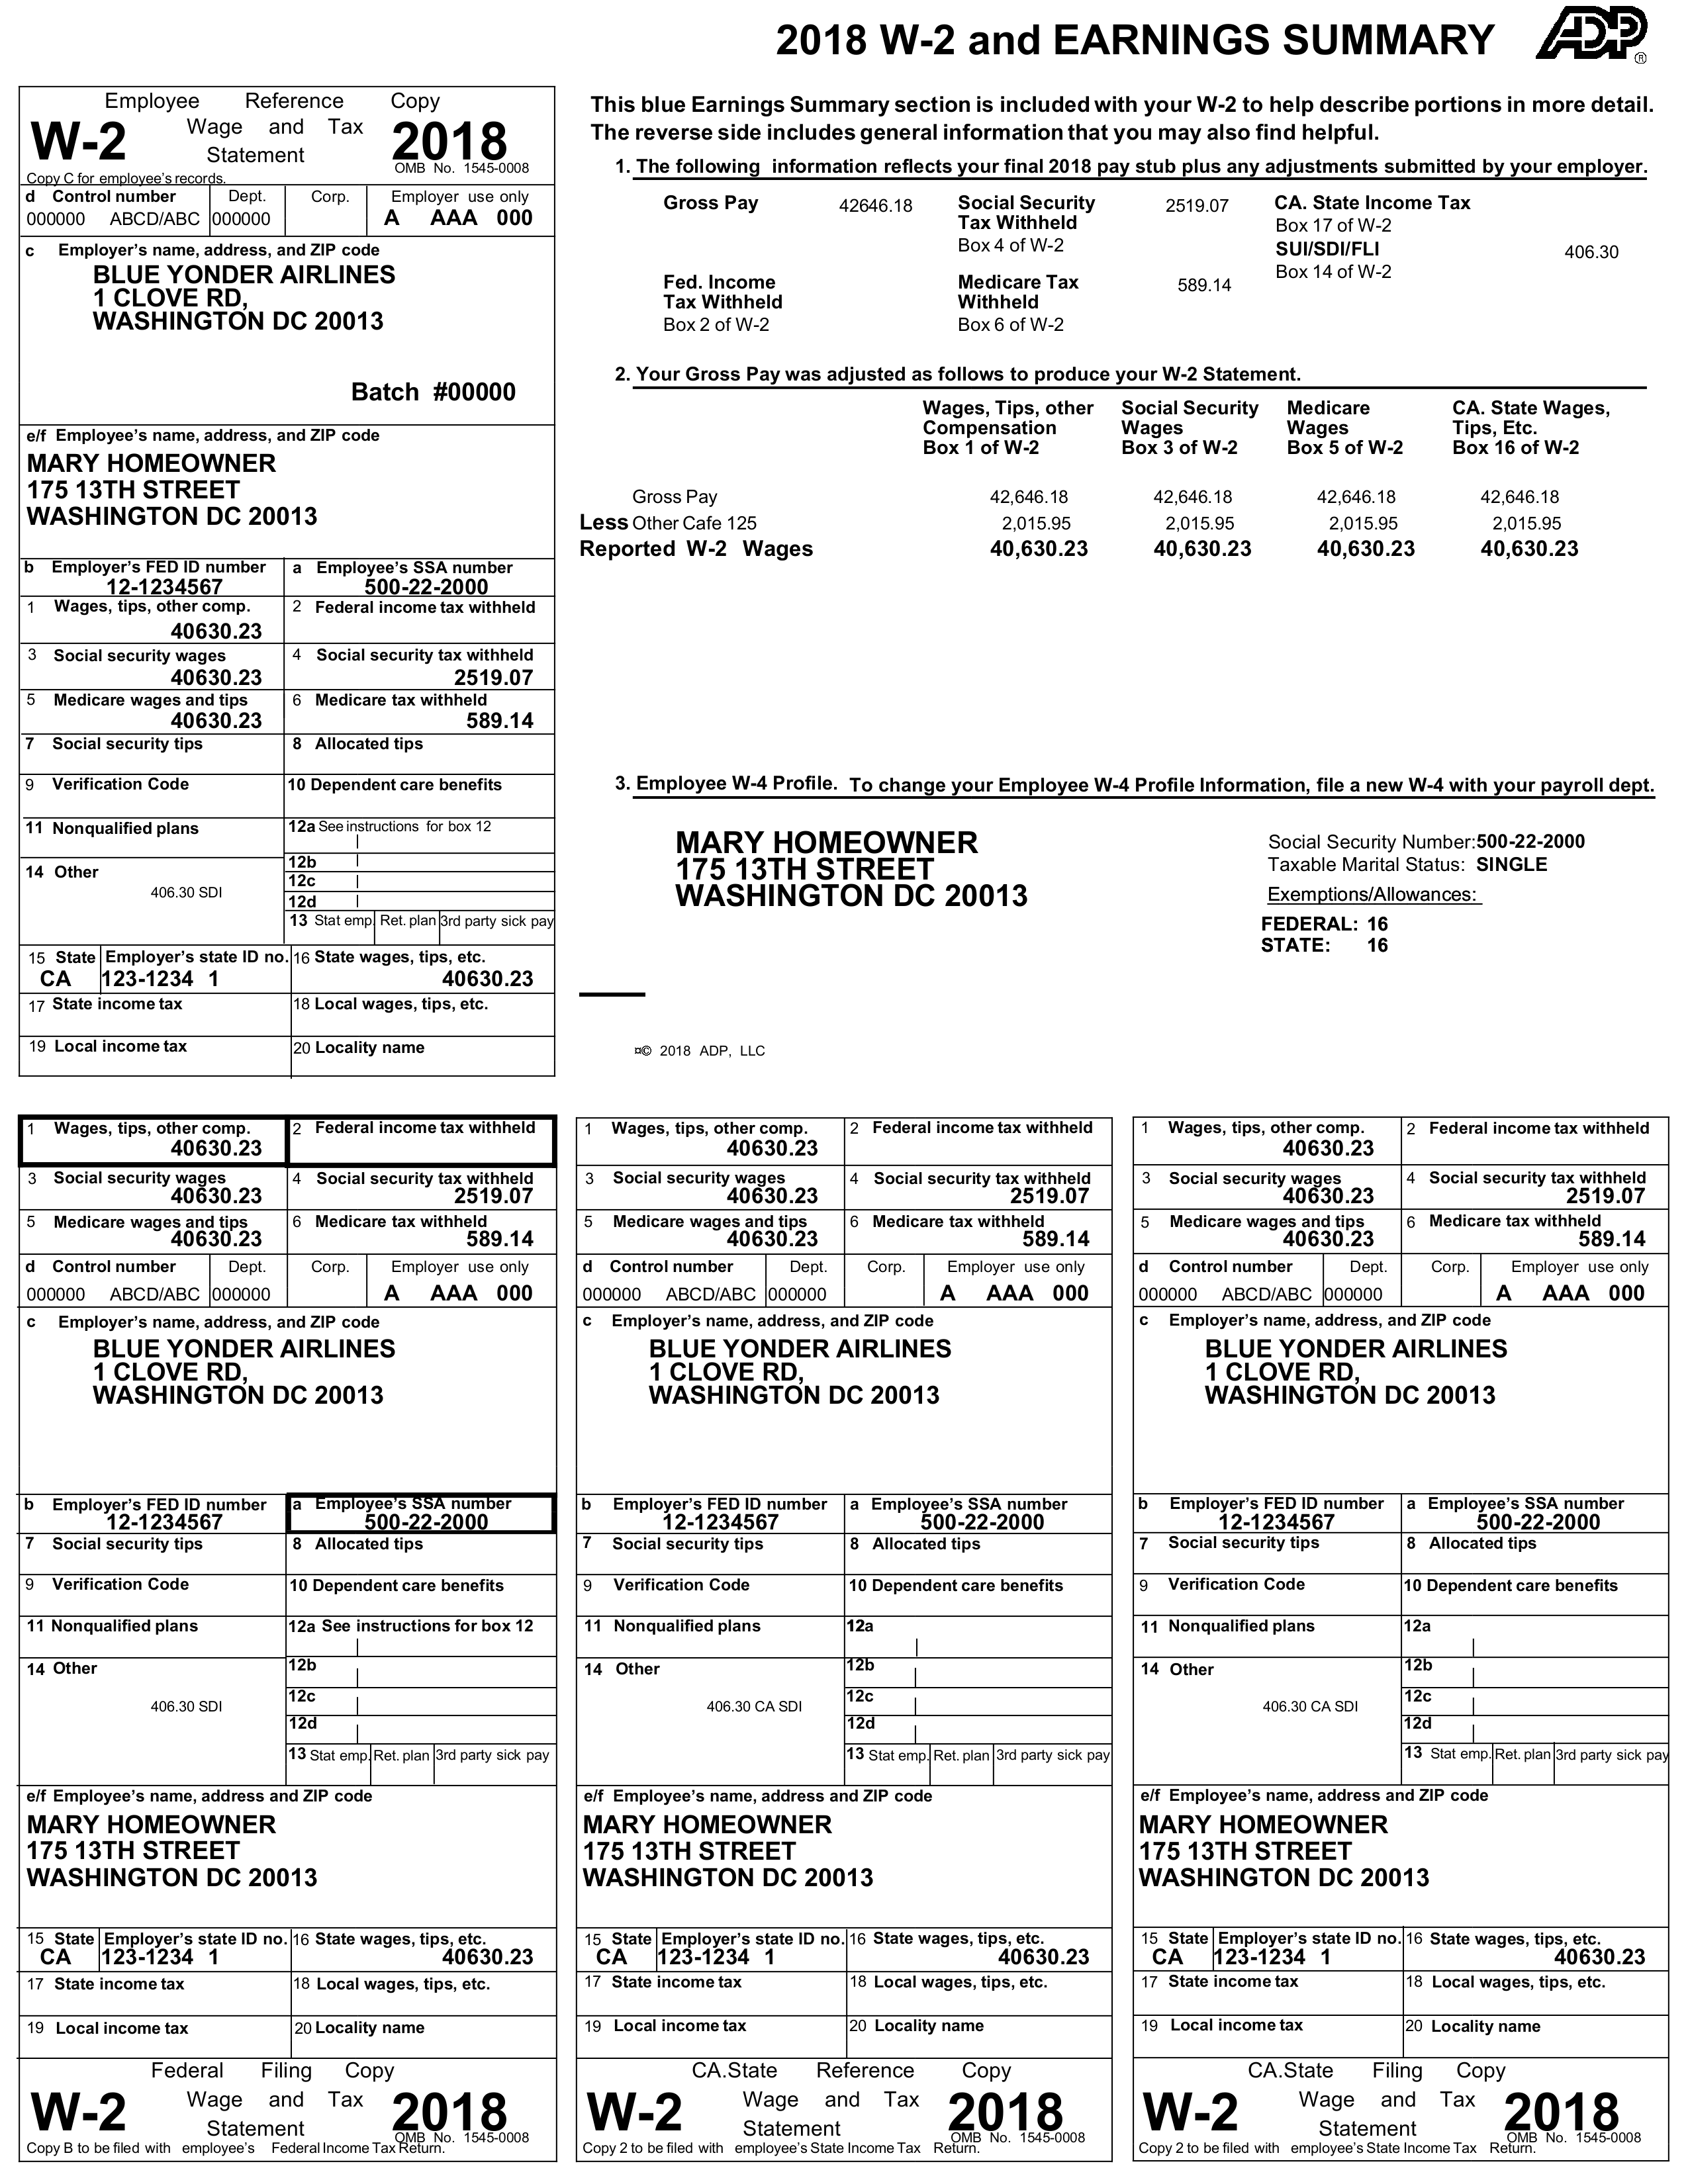 2018 W-2 and EARNINGS SUMMARY
ADP
®
Employee Reference Copy
W-2 Wage and Tax 2018
Statement
OMB No. 1545-0008
Copy C for employee's records.
d Control number Dept. Corp. Employer use only
000000 ABCD/ABC 000000 A AAA 000
c Employer's name, address, and ZIP code
BLUE YONDER AIRLINES
1 CLOVE RD,
WASHINGTON DC 20013
Batch #00000
e/f Employee's name, address, and ZIP code
MARY HOMEOWNER
175 13TH STREET
WASHINGTON DC 20013
b Employer's FED ID number a Employee's SSA number
12-1234567 500-22-2000
1 Wages, tips, other comp. 2 Federal income tax withheld
40630.23
3 Social security wages 4 Social security tax withheld
40630.23 2519.07
5 Medicare wages and tips 6 Medicare tax withheld
40630.23 589.14
7 Social security tips 8 Allocated tips
9 Verification Code 10 Dependent care benefits
11 Nonqualified plans 12a See instructions for box 12
14 Other 12b
406.30 SDI 12c
12d
13 Stat emp. Ret. plan 3rd party sick pay
15 State Employer's state ID no. 16 State wages, tips, etc.
CA 123-1234 1 40630.23
17 State income tax 18 Local wages, tips, etc.
19 Local income tax 20 Locality name
This blue Earnings Summary section is included with your W-2 to help describe portions in more detail.
The reverse side includes general information that you may also find helpful.
1. The following information reflects your final 2018 pay stub plus any adjustments submitted by your employer.
Gross Pay 42646.18 Social Security 2519.07 CA. State Income Tax
Tax Withheld Box 17 of W-2
Box 4 of W-2 SUI/SDI/FLI 406.30
Box 14 of W-2
Fed. Income Medicare Tax 589.14
Tax Withheld Withheld
Box 2 of W-2 Box 6 of W-2
2. Your Gross Pay was adjusted as follows to produce your W-2 Statement.
Wages, Tips, other Social Security Medicare CA. State Wages,
Compensation Wages Wages Tips, Etc.
Box 1 of W-2 Box 3 of W-2 Box 5 of W-2 Box 16 of W-2
Gross Pay 42,646.18 42,646.18 42,646.18 42,646.18
Less Other Cafe 125 2,015.95 2,015.95 2,015.95 2,015.95
Reported W-2 Wages 40,630.23 40,630.23 40,630.23 40,630.23
3. Employee W-4 Profile. To change your Employee W-4 Profile Information, file a new W-4 with your payroll dept.
MARY HOMEOWNER
175 13TH STREET
WASHINGTON DC 20013
Social Security Number:500-22-2000
Taxable Marital Status: SINGLE
Exemptions/Allowances:
FEDERAL: 16
STATE: 16
¤© 2018 ADP, LLC
1 Wages, tips, other comp. 2 Federal income tax withheld
40630.23
3 Social security wages 4 Social security tax withheld
40630.23 2519.07
5 Medicare wages and tips 6 Medicare tax withheld
40630.23 589.14
d Control number Dept. Corp. Employer use only
000000 ABCD/ABC 000000 A AAA 000
c Employer's name, address, and ZIP code
BLUE YONDER AIRLINES
1 CLOVE RD,
WASHINGTON DC 20013
b Employer's FED ID number a Employee's SSA number
12-1234567 500-22-2000
7 Social security tips 8 Allocated tips
9 Verification Code 10 Dependent care benefits
11 Nonqualified plans 12a See instructions for box 12
14 Other 12b
406.30 SDI 12c
12d
13 Stat emp. Ret. plan 3rd party sick pay
e/f Employee's name, address and ZIP code
MARY HOMEOWNER
175 13TH STREET
WASHINGTON DC 20013
15 State Employer's state ID no. 16 State wages, tips, etc.
CA 123-1234 1 40630.23
17 State income tax 18 Local wages, tips, etc.
19 Local income tax 20 Locality name
Federal Filing Copy
W-2 Wage and Tax 2018
Statement
OMB No. 1545-0008
Copy B to be filed with employee's Federal Income Tax Return.
1 Wages, tips, other comp. 2 Federal income tax withheld
40630.23
3 Social security wages 4 Social security tax withheld
40630.23 2519.07
5 Medicare wages and tips 6 Medicare tax withheld
40630.23 589.14
d Control number Dept. Corp. Employer use only
000000 ABCD/ABC 000000 A AAA 000
c Employer's name, address, and ZIP code
BLUE YONDER AIRLINES
1 CLOVE RD,
WASHINGTON DC 20013
b Employer's FED ID number a Employee's SSA number
12-1234567 500-22-2000
7 Social security tips 8 Allocated tips
9 Verification Code 10 Dependent care benefits
11 Nonqualified plans 12a
14 Other 12b
406.30 CA SDI 12c
12d
13 Stat emp. Ret. plan 3rd party sick pay
e/f Employee's name, address and ZIP code
MARY HOMEOWNER
175 13TH STREET
WASHINGTON DC 20013
15 State Employer's state ID no. 16 State wages, tips, etc.
CA 123-1234 1 40630.23
17 State income tax 18 Local wages, tips, etc.
19 Local income tax 20 Locality name
CA.State Reference Copy
W-2 Wage and Tax 2018
Statement
OMB No. 1545-0008
Copy 2 to be filed with employee's State Income Tax Return.
1 Wages, tips, other comp. 2 Federal income tax withheld
40630.23
3 Social security wages 4 Social security tax withheld
40630.23 2519.07
5 Medicare wages and tips 6 Medicare tax withheld
40630.23 589.14
d Control number Dept. Corp. Employer use only
000000 ABCD/ABC 000000 A AAA 000
c Employer's name, address, and ZIP code
BLUE YONDER AIRLINES
1 CLOVE RD,
WASHINGTON DC 20013
b Employer's FED ID number a Employee's SSA number
12-1234567 500-22-2000
7 Social security tips 8 Allocated tips
9 Verification Code 10 Dependent care benefits
11 Nonqualified plans 12a
14 Other 12b
406.30 CA SDI 12c
12d
13 Stat emp. Ret. plan 3rd party sick pay
e/f Employee's name, address and ZIP code
MARY HOMEOWNER
175 13TH STREET
WASHINGTON DC 20013
15 State Employer's state ID no. 16 State wages, tips, etc.
CA 123-1234 1 40630.23
17 State income tax 18 Local wages, tips, etc.
19 Local income tax 20 Locality name
CA.State Filing Copy
W-2 Wage and Tax 2018
Statement
OMB No. 1545-0008
Copy 2 to be filed with employee's State Income Tax Return.